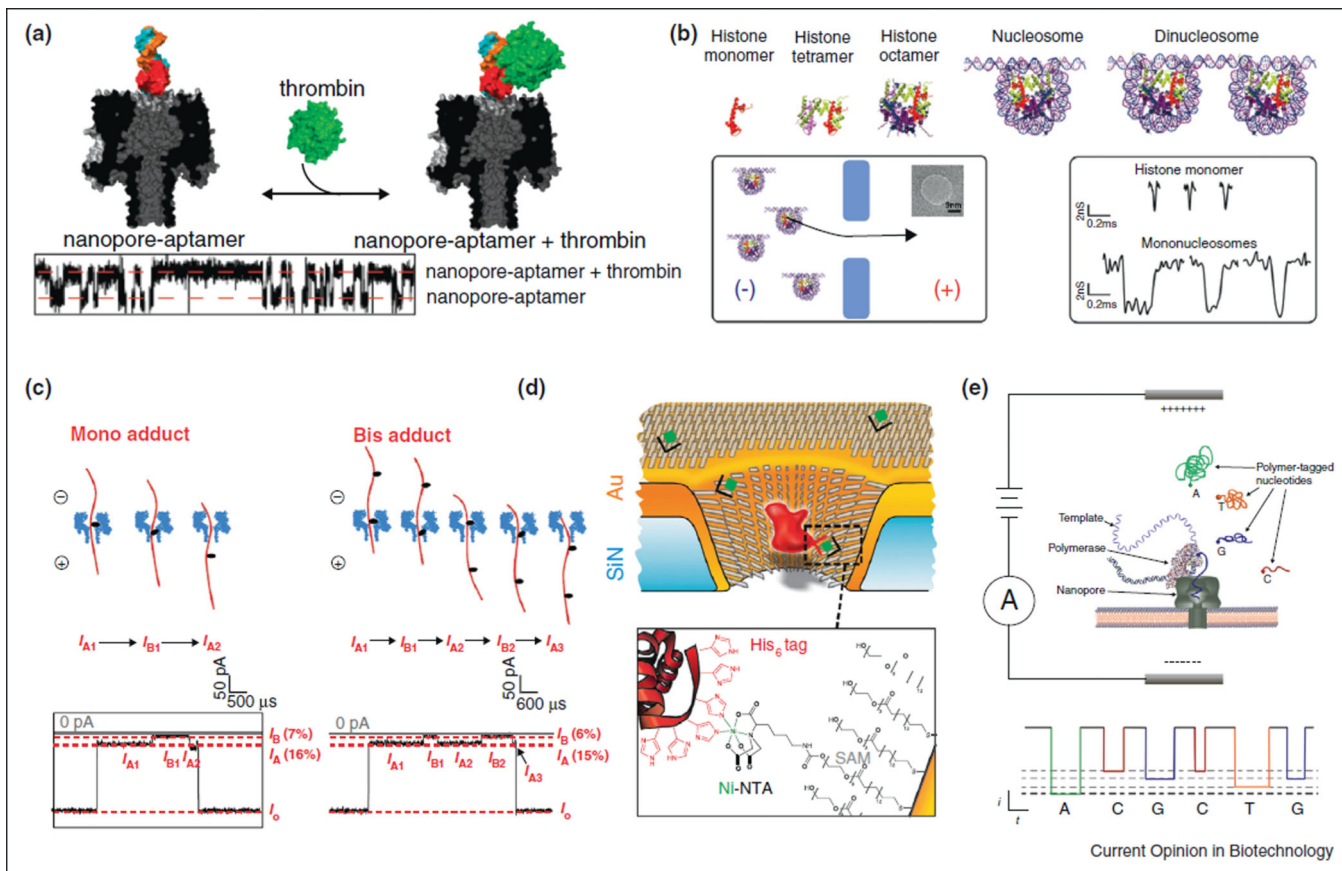 (a)
thrombin
nanopore-aptamer
nanopore-aptamer + thrombin
nanopore-aptamer + thrombin
nanopore-aptamer
(b)
Histone
monomer
Histone
tetramer
Histone
octamer
Nucleosome
Dinucleosome
(-)
(+)
Histone monomer
2nS
0.2ms
Mononucleosomes
2nS
0.2ms
(c)
Mono adduct
−
+
I_A1 → I_B1 → I_A2
50 pA
500 µs
0 pA
I_B (7%)
I_A (16%)
I_A1
I_B1
I_A2
I_o
Bis adduct
−
+
I_A1 → I_B1 → I_A2 → I_B2 → I_A3
50 pA
600 µs
0 pA
I_B (6%)
I_A (15%)
I_A1
I_B1
I_A2
I_B2
I_A3
I_o
(d)
Au
SiN
His6 tag
Ni-NTA
SAM
(e)
+++++++
Polymer-tagged
nucleotides
A
T
G
C
Template
Polymerase
Nanopore
A
-------
i
t
A C G C T G
Current Opinion in Biotechnology